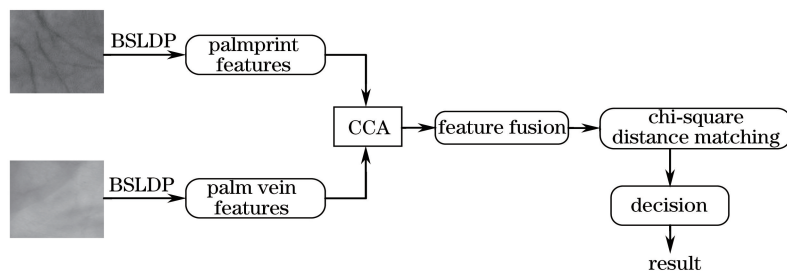 BSLDP
palmprint
features
CCA
feature fusion
chi-square
distance matching
BSLDP
palm vein
features
decision
result